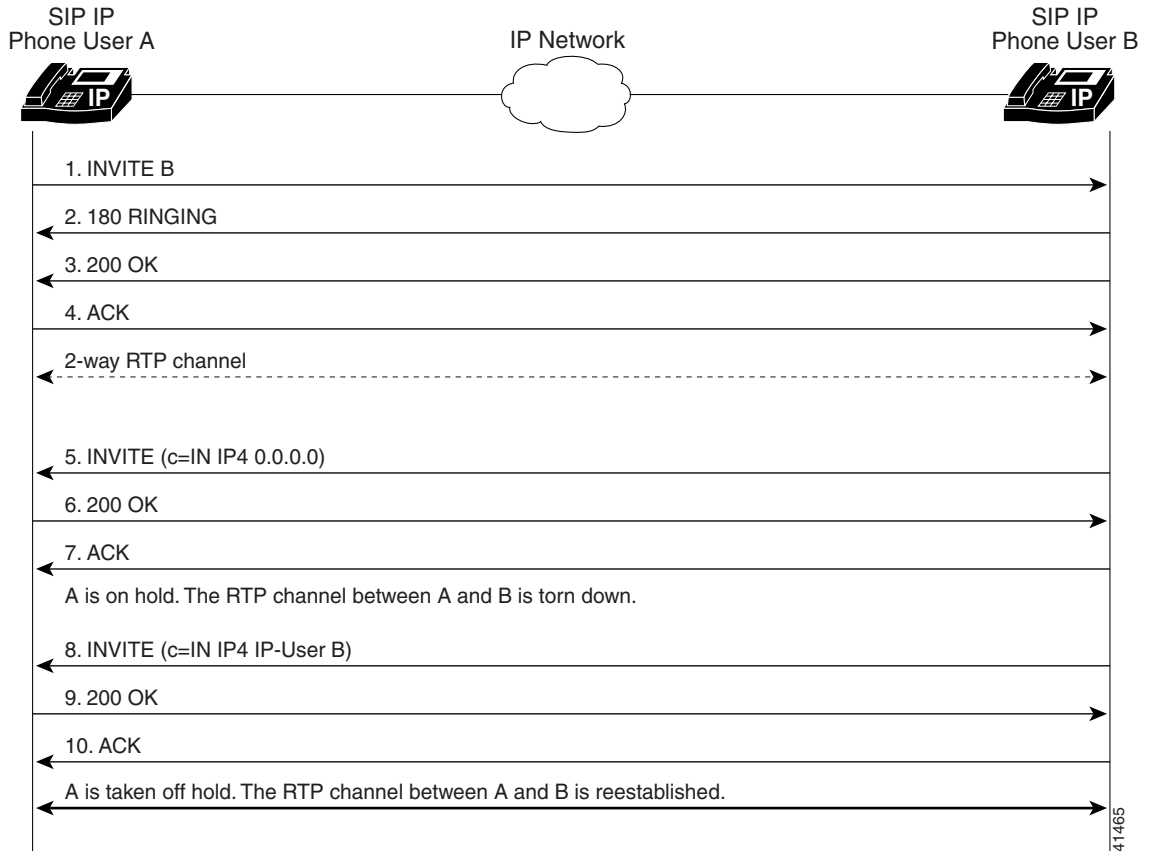 SIP IP
Phone User A
IP Network
SIP IP
Phone User B
IP
IP
1. INVITE B
2. 180 RINGING
3. 200 OK
4. ACK
2-way RTP channel
5. INVITE (c=IN IP4 0.0.0.0)
6. 200 OK
7. ACK
A is on hold. The RTP channel between A and B is torn down.
8. INVITE (c=IN IP4 IP-User B)
9. 200 OK
10. ACK
A is taken off hold. The RTP channel between A and B is reestablished.
41465